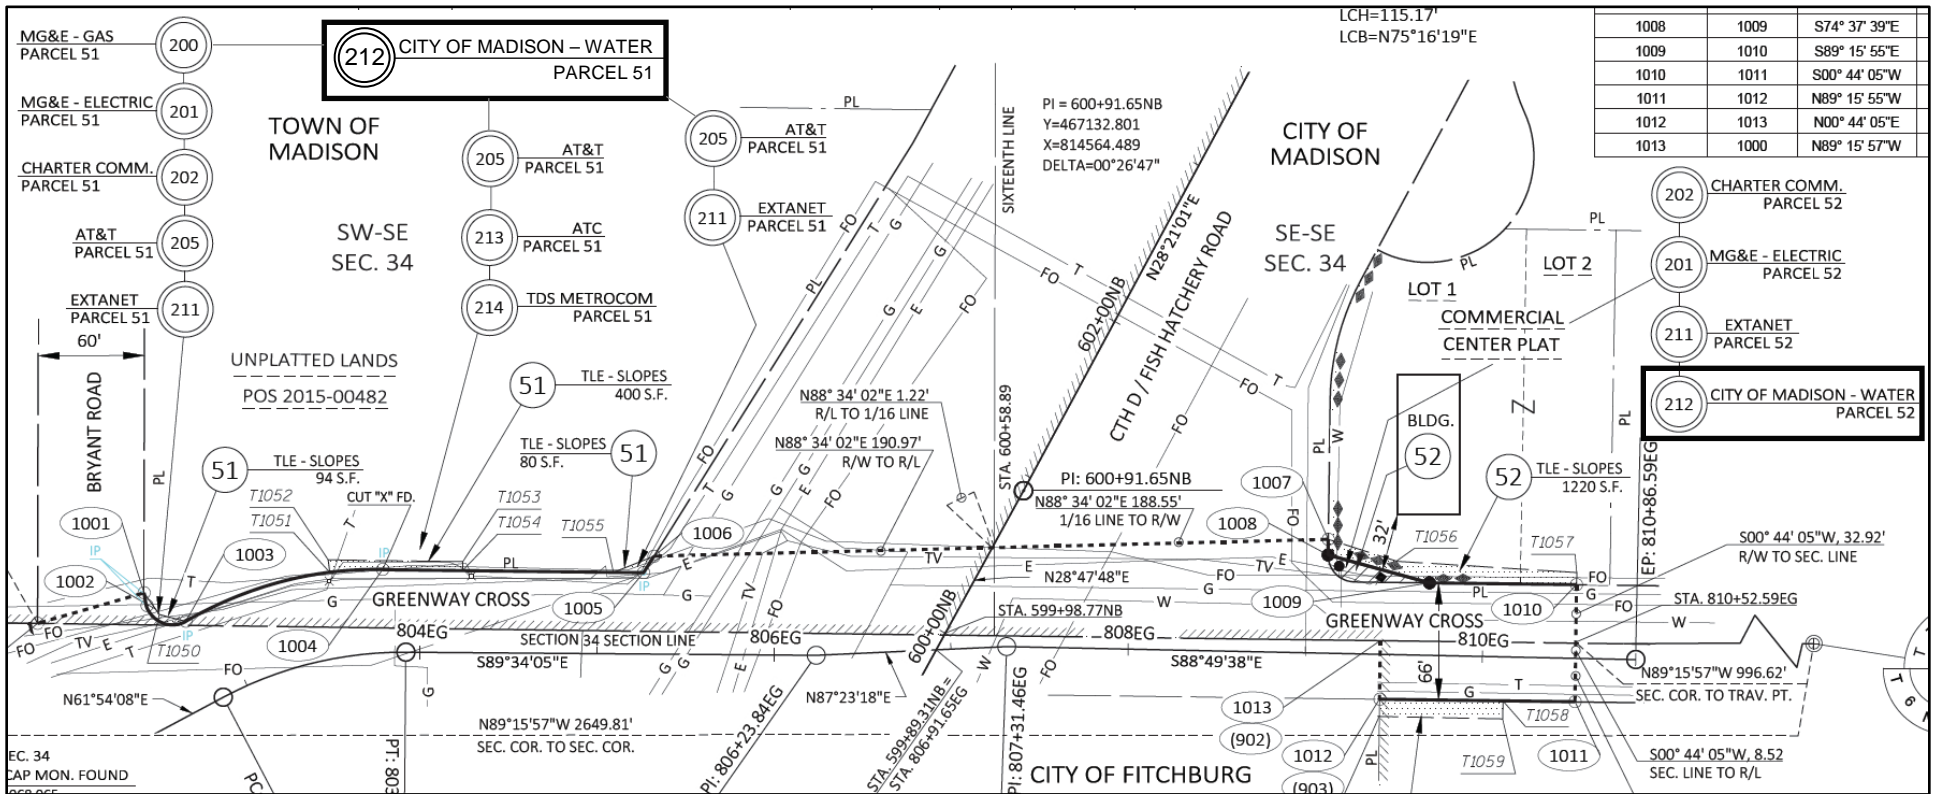 MG&E - GAS
PARCEL 51
200
MG&E - ELECTRIC
PARCEL 51
201
CHARTER COMM.
PARCEL 51
202
AT&T
PARCEL 51
205
EXTANET
PARCEL 51
211
212
CITY OF MADISON – WATER
PARCEL 51
205
AT&T
PARCEL 51
213
ATC
PARCEL 51
214
TDS METROCOM
PARCEL 51
205
AT&T
PARCEL 51
211
EXTANET
PARCEL 51
TOWN OF
MADISON
SW-SE
SEC. 34
UNPLATTED LANDS
POS 2015-00482
60'
BRYANT ROAD
PL
51
TLE - SLOPES
400 S.F.
51
TLE - SLOPES
80 S.F.
51
TLE - SLOPES
94 S.F.
T1052
T1051
CUT "X" FD.
T1053
T1054
T1055
1001
IP
1002
1003
1004
1005
1006
T1050
GREENWAY CROSS
804EG
SECTION 34 SECTION LINE
806EG
S89°34'05"E
N61°54'08"E
N89°15'57"W 2649.81'
SEC. COR. TO SEC. COR.
EC. 34
CAP MON. FOUND
PC
PT: 803
PI: 806+23.84EG
N87°23'18"E
STA. 599+89.31NB =
STA. 806+91.65EG
PI: 807+31.46EG
600+00NB
STA. 599+98.77NB
N28°47'48"E
N88° 34' 02"E 1.22'
R/L TO 1/16 LINE
N88° 34' 02"E 190.97'
R/W TO R/L
SIXTEENTH LINE
STA. 600+58.89
LCH=115.17'
LCB=N75°16'19"E
PI = 600+91.65NB
Y=467132.801
X=814564.489
DELTA=00°26'47"
602+00NB
N28°21'01"E
CTH D / FISH HATCHERY ROAD
PI: 600+91.65NB
N88° 34' 02"E 188.55'
1/16 LINE TO R/W
CITY OF
MADISON
SE-SE
SEC. 34
LOT 1
LOT 2
COMMERCIAL
CENTER PLAT
BLDG.
52
32'
52
TLE - SLOPES
1220 S.F.
1007
1008
1009
1010
T1056
T1057
GREENWAY CROSS
808EG
810EG
S88°49'38"E
66'
1013
(902)
1012
(903)
1011
T1058
T1059
CITY OF FITCHBURG
1008 1009 S74° 37' 39"E
1009 1010 S89° 15' 55"E
1010 1011 S00° 44' 05"W
1011 1012 N89° 15' 55"W
1012 1013 N00° 44' 05"E
1013 1000 N89° 15' 57"W
202
CHARTER COMM.
PARCEL 52
201
MG&E - ELECTRIC
PARCEL 52
211
EXTANET
PARCEL 52
212
CITY OF MADISON - WATER
PARCEL 52
EP: 810+86.59EG
S00° 44' 05"W, 32.92'
R/W TO SEC. LINE
STA. 810+52.59EG
N89°15'57"W 996.62'
SEC. COR. TO TRAV. PT.
S00° 44' 05"W, 8.52
SEC. LINE TO R/L